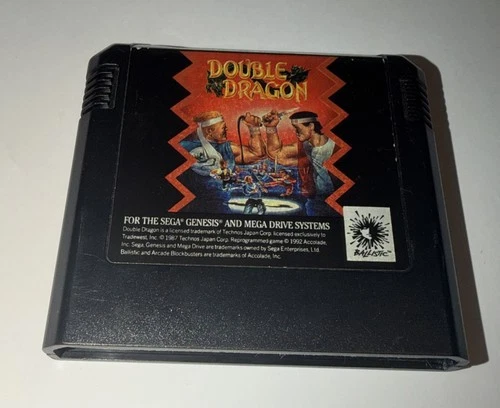 DOUBLE
DRAGON
FOR THE SEGA® GENESIS® AND MEGA DRIVE SYSTEMS
Double Dragon is a licensed trademark of Technos Japan Corp. licensed exclusively to
Tradewest, Inc. © 1987 Technos Japan Corp. Reprogrammed game © 1992 Accolade,
Inc. Sega, Genesis and Mega Drive are trademarks owned by Sega Enterprises, Ltd.
Ballistic and Arcade Blockbusters are trademarks of Accolade, Inc.
BALLISTIC